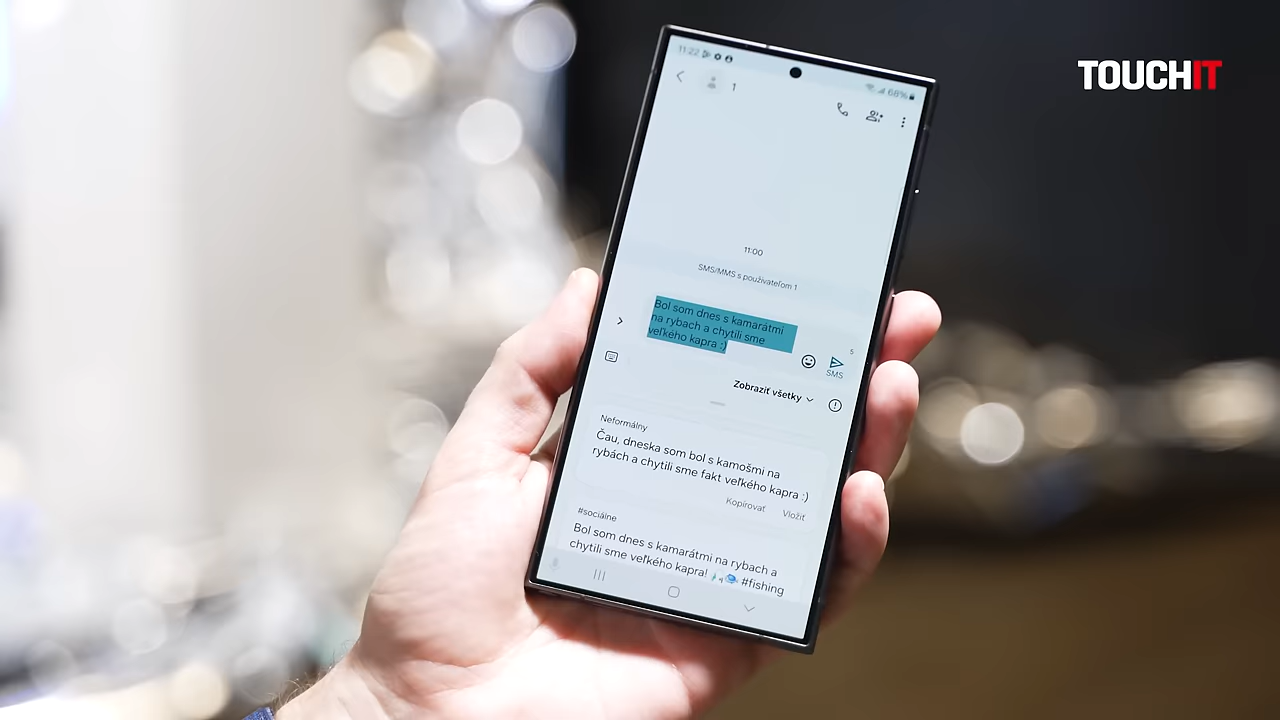 TOUCHIT
11:22
68%
1
11:00
SMS/MMS s používateľom 1
Bol som dnes s kamarátmi
na rybach a chytili sme
veľkého kapra :)
5
SMS
Zobraziť všetky
Neformálny
Čau, dneska som bol s kamošmi na
rybách a chytili sme fakt veľkého kapra :)
Kopírovať Vložiť
#sociálne
Bol som dnes s kamarátmi na rybach a
chytili sme veľkého kapra! 🎣🐟 #fishing